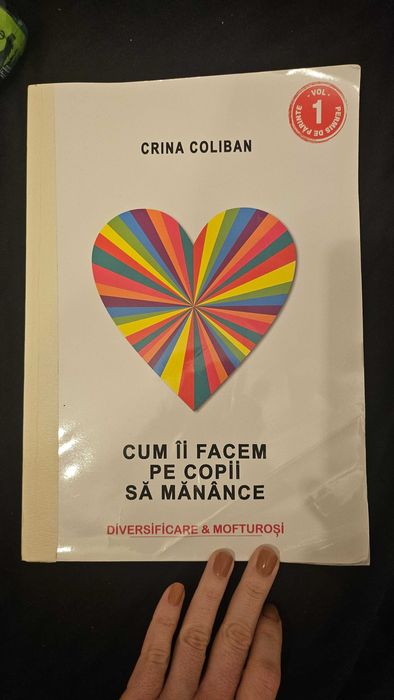 CRINA COLIBAN
VOL
1
PERMIS DE PĂRINTE
CUM ÎI FACEM
PE COPII
SĂ MĂNÂNCE
DIVERSIFICARE & MOFTUROȘI